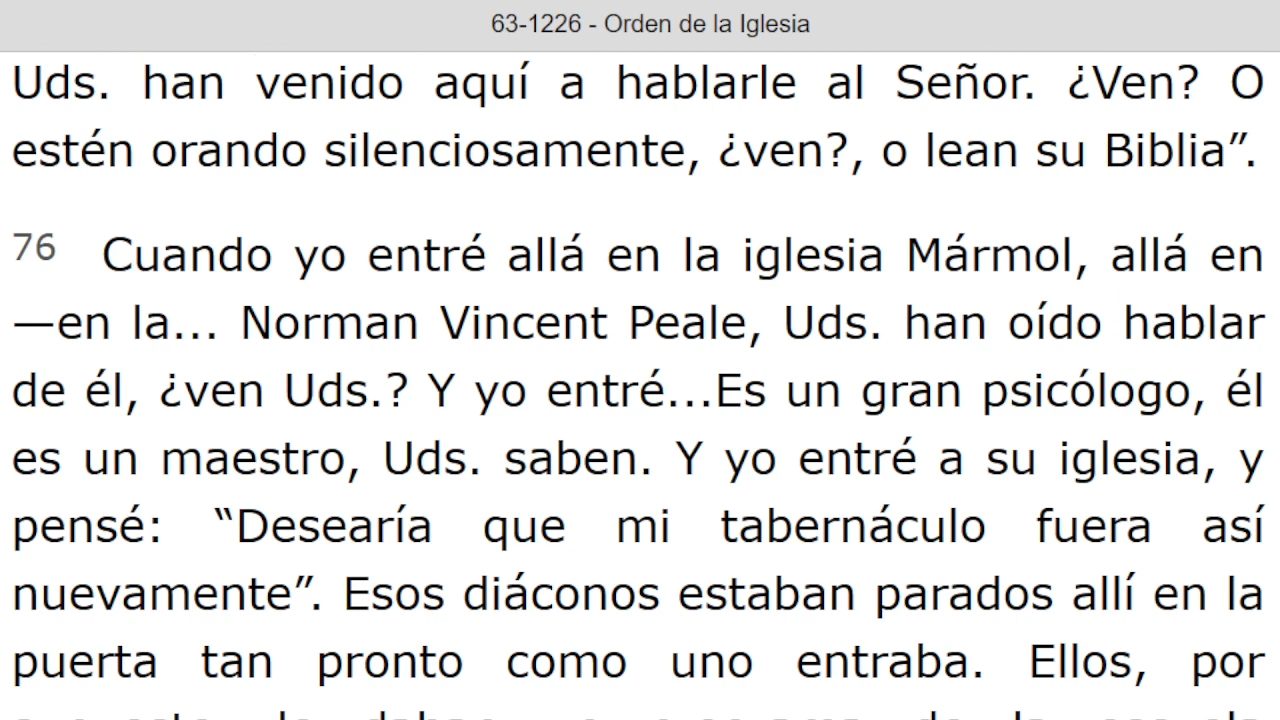 63-1226 - Orden de la Iglesia
Uds. han venido aquí a hablarle al Señor. ¿Ven? O
estén orando silenciosamente, ¿ven?, o lean su Biblia”.
76 Cuando yo entré allá en la iglesia Mármol, allá en
—en la... Norman Vincent Peale, Uds. han oído hablar
de él, ¿ven Uds.? Y yo entré...Es un gran psicólogo, él
es un maestro, Uds. saben. Y yo entré a su iglesia, y
pensé: “Desearía que mi tabernáculo fuera así
nuevamente”. Esos diáconos estaban parados allí en la
puerta tan pronto como uno entraba. Ellos, por